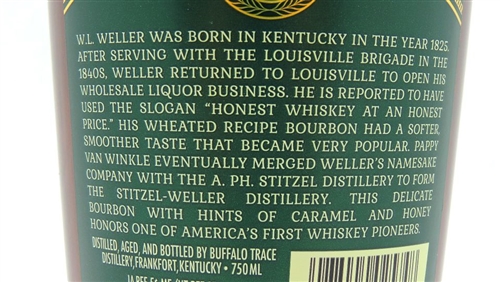 W.L. WELLER WAS BORN IN KENTUCKY IN THE YEAR 1825.
AFTER SERVING WITH THE LOUISVILLE BRIGADE IN THE
1840S, WELLER RETURNED TO LOUISVILLE TO OPEN HIS
WHOLESALE LIQUOR BUSINESS. HE IS REPORTED TO HAVE
USED THE SLOGAN “HONEST WHISKEY AT AN HONEST
PRICE.” HIS WHEATED RECIPE BOURBON HAD A SOFTER,
SMOOTHER TASTE THAT BECAME VERY POPULAR. PAPPY
VAN WINKLE EVENTUALLY MERGED WELLER'S NAMESAKE
COMPANY WITH THE A. PH. STITZEL DISTILLERY TO FORM
THE STITZEL-WELLER DISTILLERY. THIS DELICATE
BOURBON WITH HINTS OF CARAMEL AND HONEY
HONORS ONE OF AMERICA'S FIRST WHISKEY PIONEERS.
DISTILLED, AGED, AND BOTTLED BY BUFFALO TRACE
DISTILLERY, FRANKFORT, KENTUCKY • 750 ML